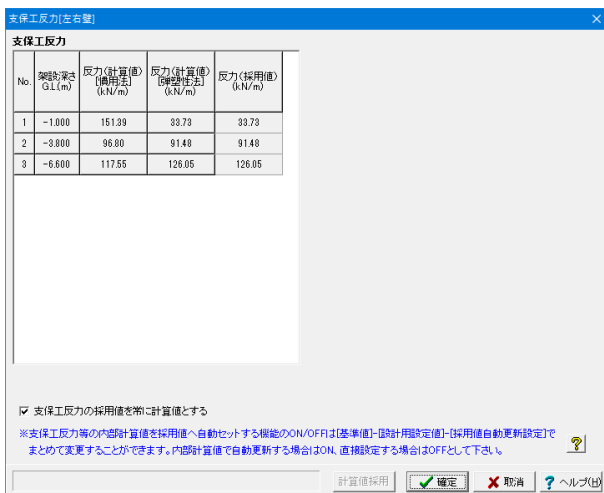 支保工反力[左右壁]
支保工反力
No. 架設深さ G.L(m) 反力(計算値) [慣用法] (kN/m) 反力(計算値) [弾塑性法] (kN/m) 反力(採用値) (kN/m)
1 -1.000 151.39 33.73 33.73
2 -3.800 96.80 91.48 91.48
3 -6.600 117.55 126.05 126.05
支保工反力の採用値を常に計算値とする
※支保工反力等の内部計算値を採用値へ自動セットする機能のON/OFFは[基準値]-[設計用設定値]-[採用値自動更新設定]で
まとめて変更することができます。内部計算値で自動更新する場合はON、直接設定する場合はOFFとして下さい。
計算値採用 確定 取消 ヘルプ(H)